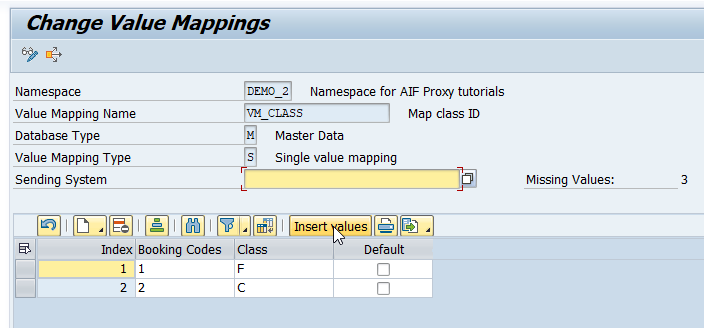 Change Value Mappings
Namespace DEMO_2 Namespace for AIF Proxy tutorials
Value Mapping Name VM_CLASS Map class ID
Database Type M Master Data
Value Mapping Type S Single value mapping
Sending System Missing Values: 3
Insert values
Index Booking Codes Class Default
1 1 F
2 2 C